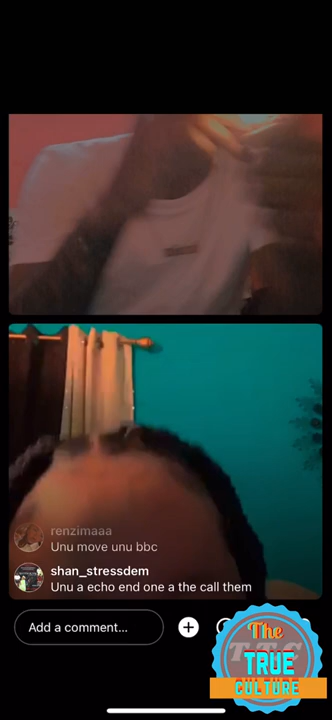 renzimaaa
Unu move unu bbc
shan_stressdem
Unu a echo end one a the call them
Add a comment...
The
T.T.C
TRUE
CULTURE